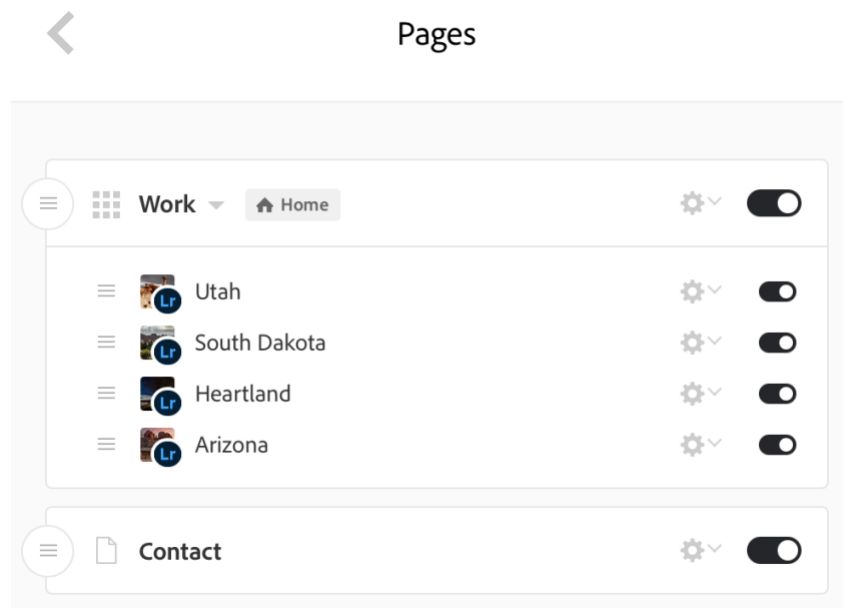 Pages
Work Home
Lr Utah
Lr South Dakota
Lr Heartland
Lr Arizona
Contact